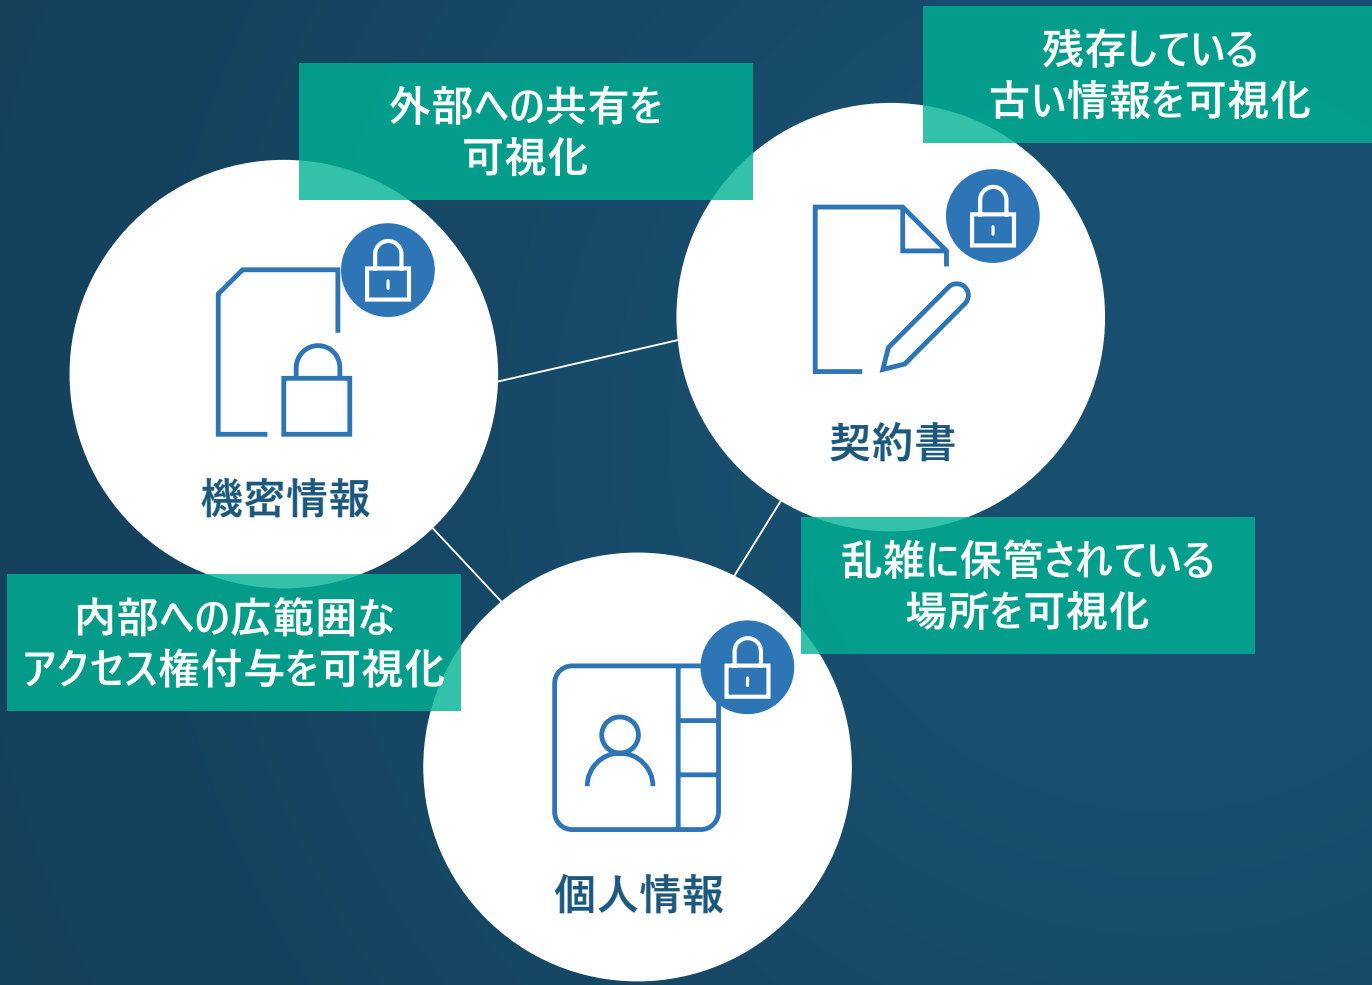 残存している
古い情報を可視化
外部への共有を
可視化
契約書
機密情報
乱雑に保管されている
場所を可視化
内部への広範囲な
アクセス権付与を可視化
個人情報